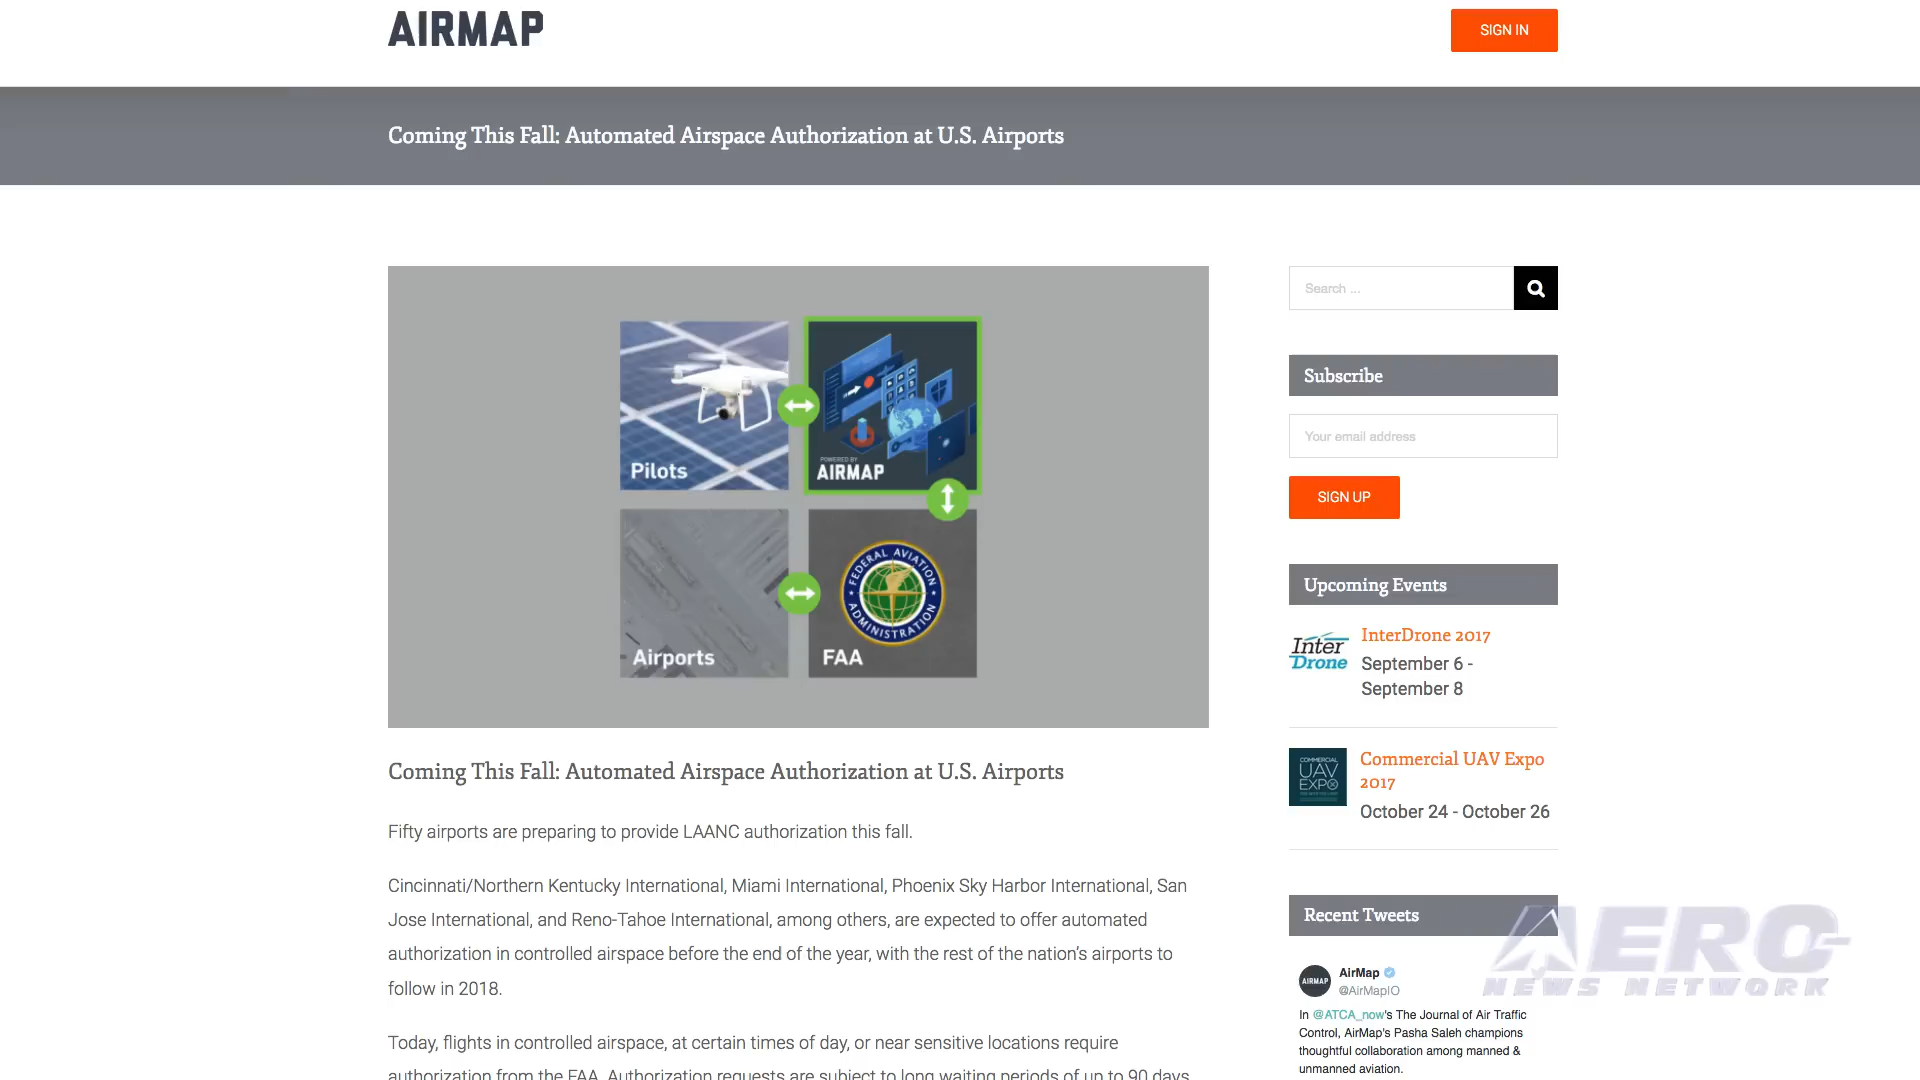 AIRMAP
SIGN IN
Coming This Fall: Automated Airspace Authorization at U.S. Airports
Search ...
Pilots
POWERED BY
AIRMAP
Airports
FEDERAL AVIATION
ADMINISTRATION
FAA
Subscribe
Your email address
SIGN UP
Upcoming Events
Inter
Drone
InterDrone 2017
September 6 -
September 8
COMMERCIAL
UAV
EXPO
Commercial UAV Expo
2017
October 24 - October 26
Coming This Fall: Automated Airspace Authorization at U.S. Airports
Fifty airports are preparing to provide LAANC authorization this fall.
Cincinnati/Northern Kentucky International, Miami International, Phoenix Sky Harbor International, San
Jose International, and Reno-Tahoe International, among others, are expected to offer automated
authorization in controlled airspace before the end of the year, with the rest of the nation’s airports to
follow in 2018.
Today, flights in controlled airspace, at certain times of day, or near sensitive locations require
authorization from the FAA. Authorization requests are subject to long waiting periods of up to 90 days
Recent Tweets
AIRMAP
AirMap
@AirMapIO
In @ATCA_now's The Journal of Air Traffic
Control, AirMap's Pasha Saleh champions
thoughtful collaboration among manned &
unmanned aviation.
AERO-
NEWS NETWORK